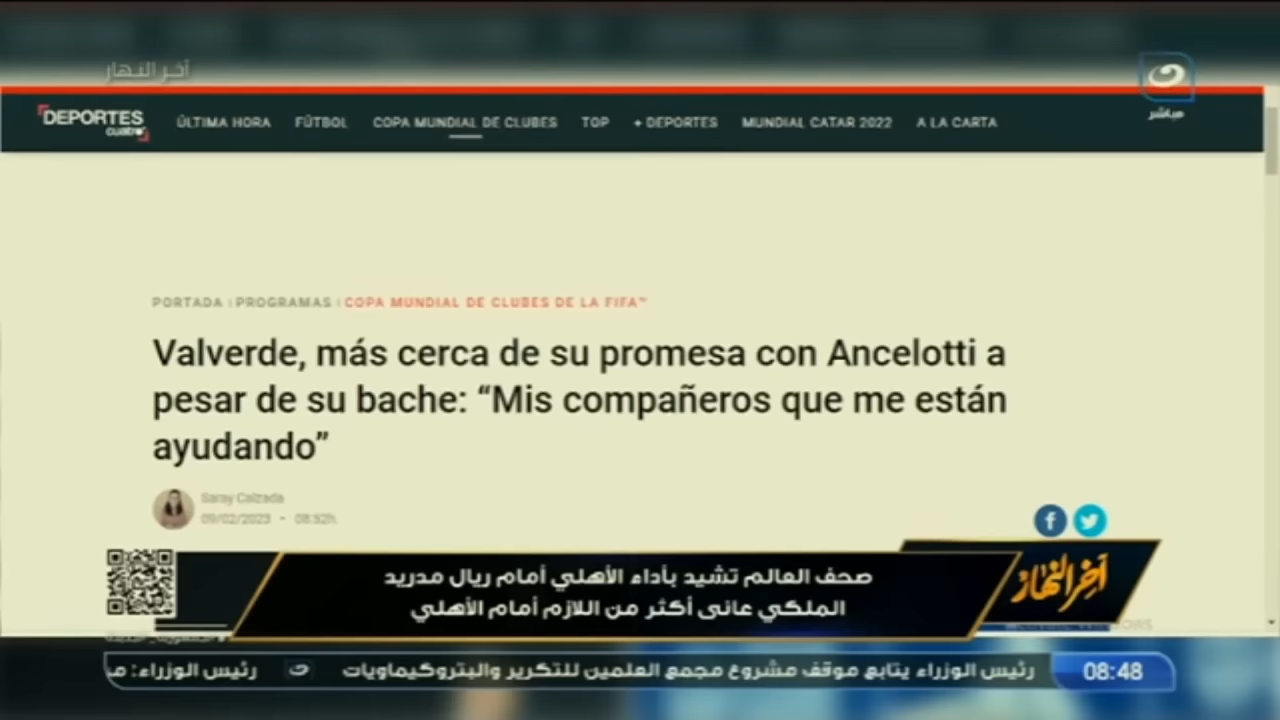 آخر النهار
مباشر
DEPORTES
cuatro
ÚLTIMA HORA FÚTBOL COPA MUNDIAL DE CLUBES TOP + DEPORTES MUNDIAL CATAR 2022 A LA CARTA
PORTADA | PROGRAMAS | COPA MUNDIAL DE CLUBES DE LA FIFA™
Valverde, más cerca de su promesa con Ancelotti a
pesar de su bache: “Mis compañeros que me están
ayudando”
Saray Calzada
09/02/2023 • 08:52h.
صحف العالم تشيد بأداء الأهلي أمام ريال مدريد
الملكي عانى أكثر من اللازم أمام الأهلي
آخر النهار
08:48 رئيس الوزراء يتابع موقف مشروع مجمع العلمين للتكرير والبتروكيماويات رئيس الوزراء: